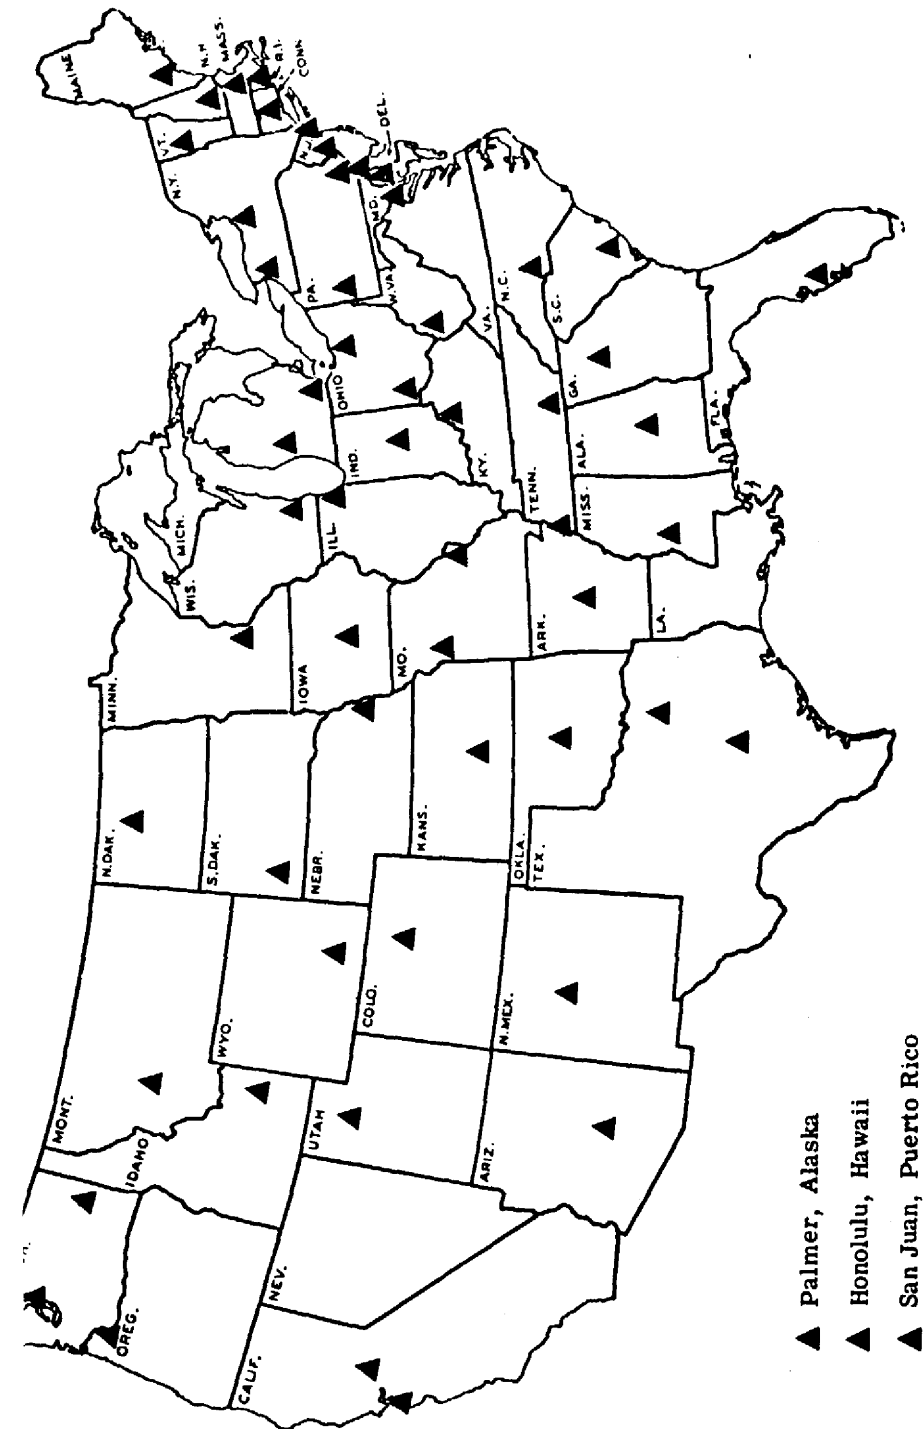 MAINE
N.H.
MASS.
R.I.
CONN.
VT.
N.Y.
N.J.
DEL.
MD.
PA.
W.VA.
VA.
N.C.
S.C.
GA.
FLA.
OHIO
IND.
KY.
TENN.
ALA.
MISS.
MICH.
WIS.
ILL.
MINN.
IOWA
MO.
ARK.
LA.
N.DAK.
S.DAK.
NEBR.
KANS.
OKLA.
TEX.
MONT.
WYO.
COLO.
N.MEX.
IDAHO
UTAH
ARIZ.
OREG.
NEV.
CALIF.
Palmer, Alaska
Honolulu, Hawaii
San Juan, Puerto Rico